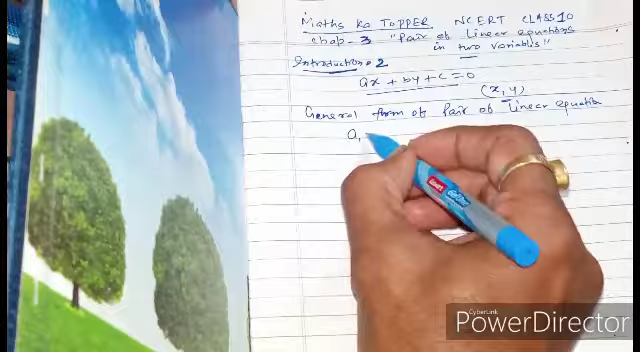 Maths Ka TOPPER NCERT CLASS 10
Chap-3 "Pair of Linear equations
in two variables"
Introduction 2
ax + by + c = 0
(x, y)
General form of Pair of Linear equation
a,
CyberLink
PowerDirector